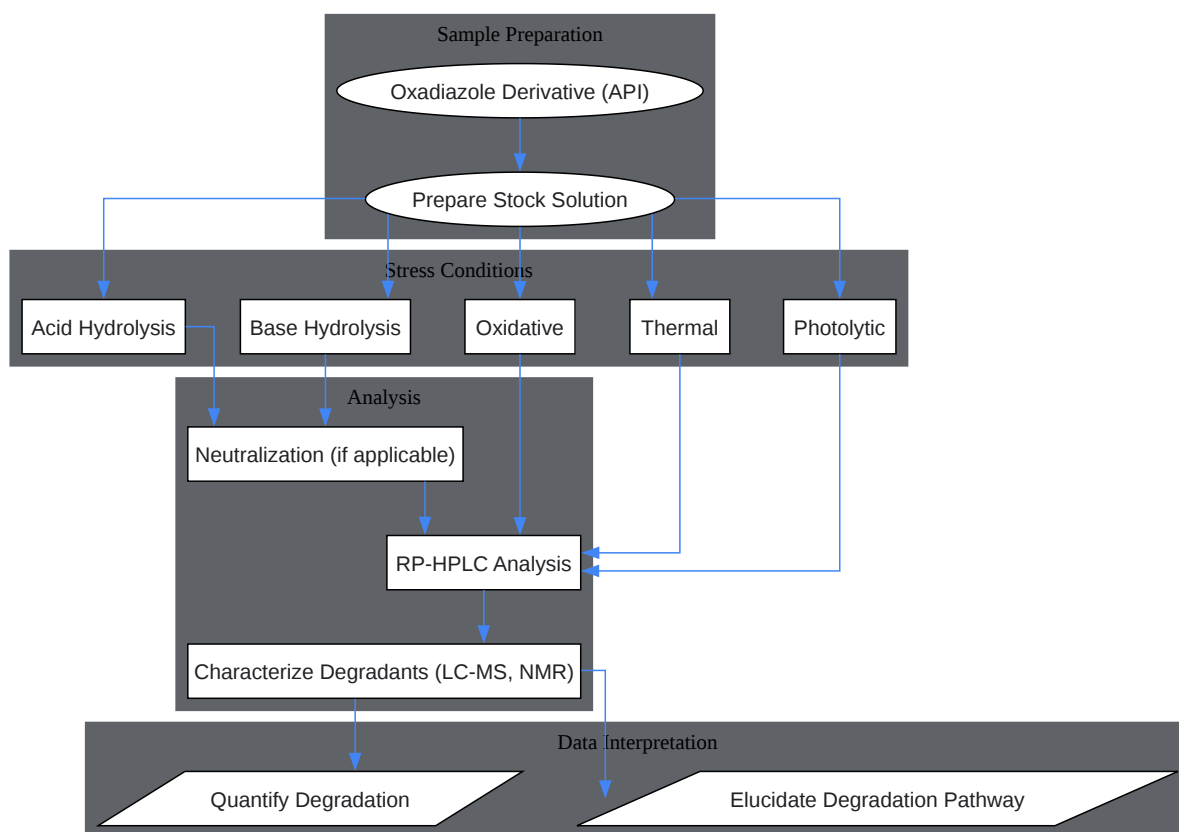 Sample Preparation
Oxadiazole Derivative (API)
Prepare Stock Solution
Stress Conditions
Acid Hydrolysis
Base Hydrolysis
Oxidative
Thermal
Photolytic
Analysis
Neutralization (if applicable)
RP-HPLC Analysis
Characterize Degradants (LC-MS, NMR)
Data Interpretation
Quantify Degradation
Elucidate Degradation Pathway